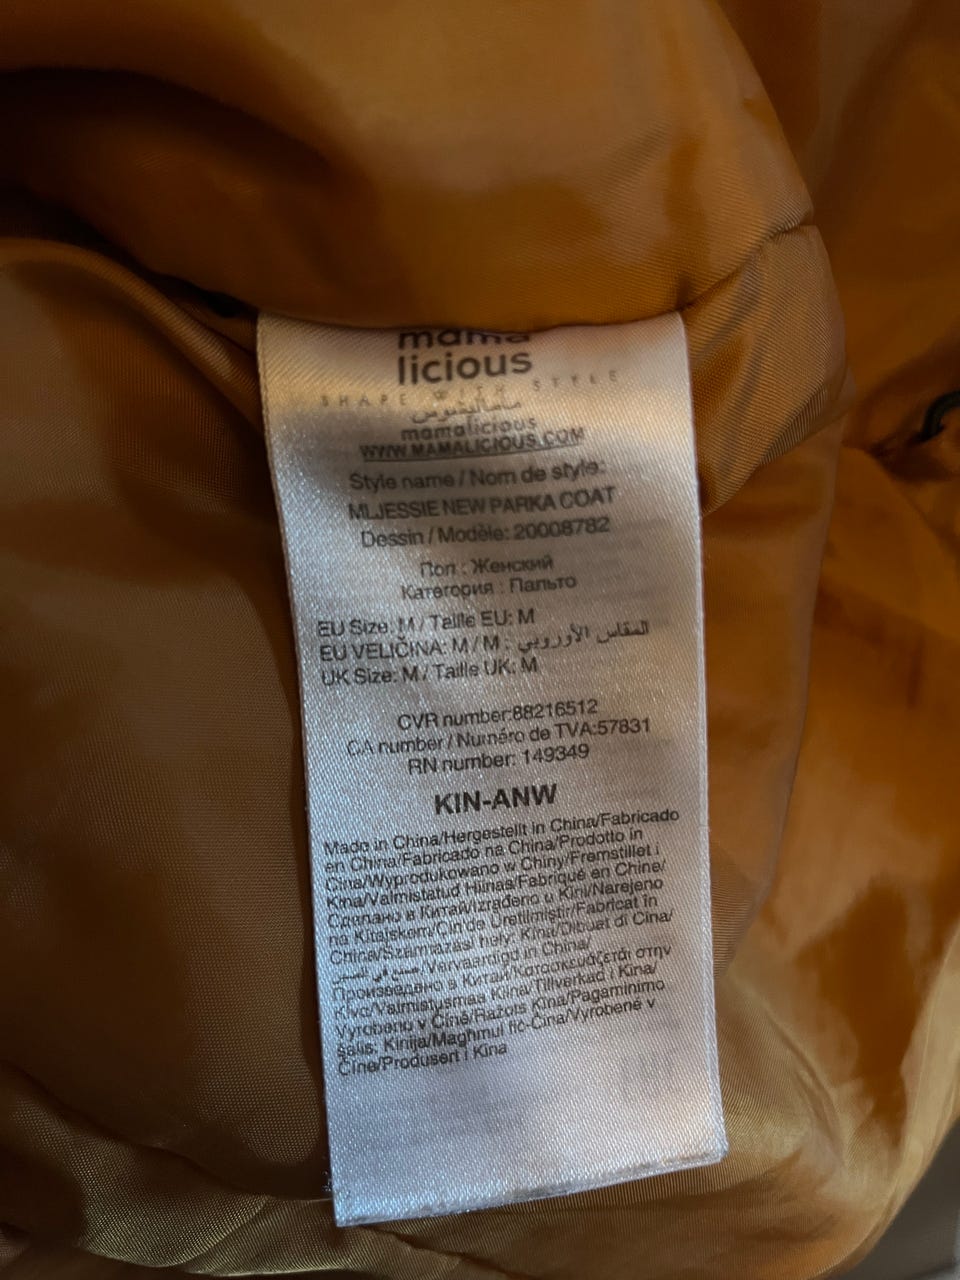 mama
licious
SHAPE WITH STYLE
ماماليشوس
mamalicious
WWW.MAMALICIOUS.COM
Style name / Nom de style:
MLJESSIE NEW PARKA COAT
Dessin / Modèle: 20008782
Пол : Женский
Категория : Пальто
EU Size: M / Taille EU: M
EU VELIČINA: M / M : المقاس الأوروبي
UK Size: M / Taille UK: M
CVR number:88216512
CA number / Numéro de TVA:57831
RN number: 149349
KIN-ANW
Made in China/Hergestellt in China/Fabricado
en China/Fabricado na China/Prodotto in
Cina/Wyprodukowano w Chiny/Fremstillet i
Kina/Valmistatud Hiinas/Fabriqué en Chine/
Сделано в Китай/Izrađeno u Kini/Narejeno
na Kitajskem/Çin'de Üretilmiştir/Fabricat în
China/Származási hely: Kína/Dibuat di Cina/
صنع في الصين/Vervaardigd in China/
Произведено в Китай/Κατασκευάζεται στην
Κίνα/Valmistusmaa Kiina/Tillverkad i Kina/
Vyrobeno v Číně/Ražots Ķīna/Pagaminimo
šalis: Kinija/Magħmul fiċ-Ċina/Vyrobené v
Číne/Produsert i Kina